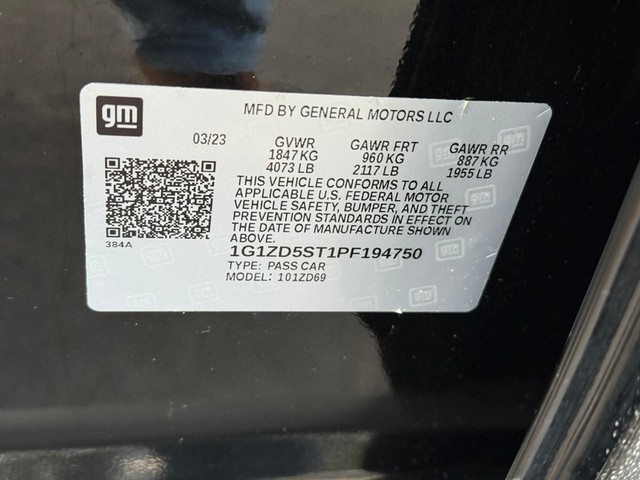 gm
MFD BY GENERAL MOTORS LLC
03/23 GVWR GAWR FRT GAWR RR
1847 KG 960 KG 887 KG
4073 LB 2117 LB 1955 LB
THIS VEHICLE CONFORMS TO ALL
APPLICABLE U.S. FEDERAL MOTOR
VEHICLE SAFETY, BUMPER, AND THEFT
PREVENTION STANDARDS IN EFFECT ON
THE DATE OF MANUFACTURE SHOWN
ABOVE.
384A
1G1ZD5ST1PF194750
TYPE: PASS CAR
MODEL: 101ZD69